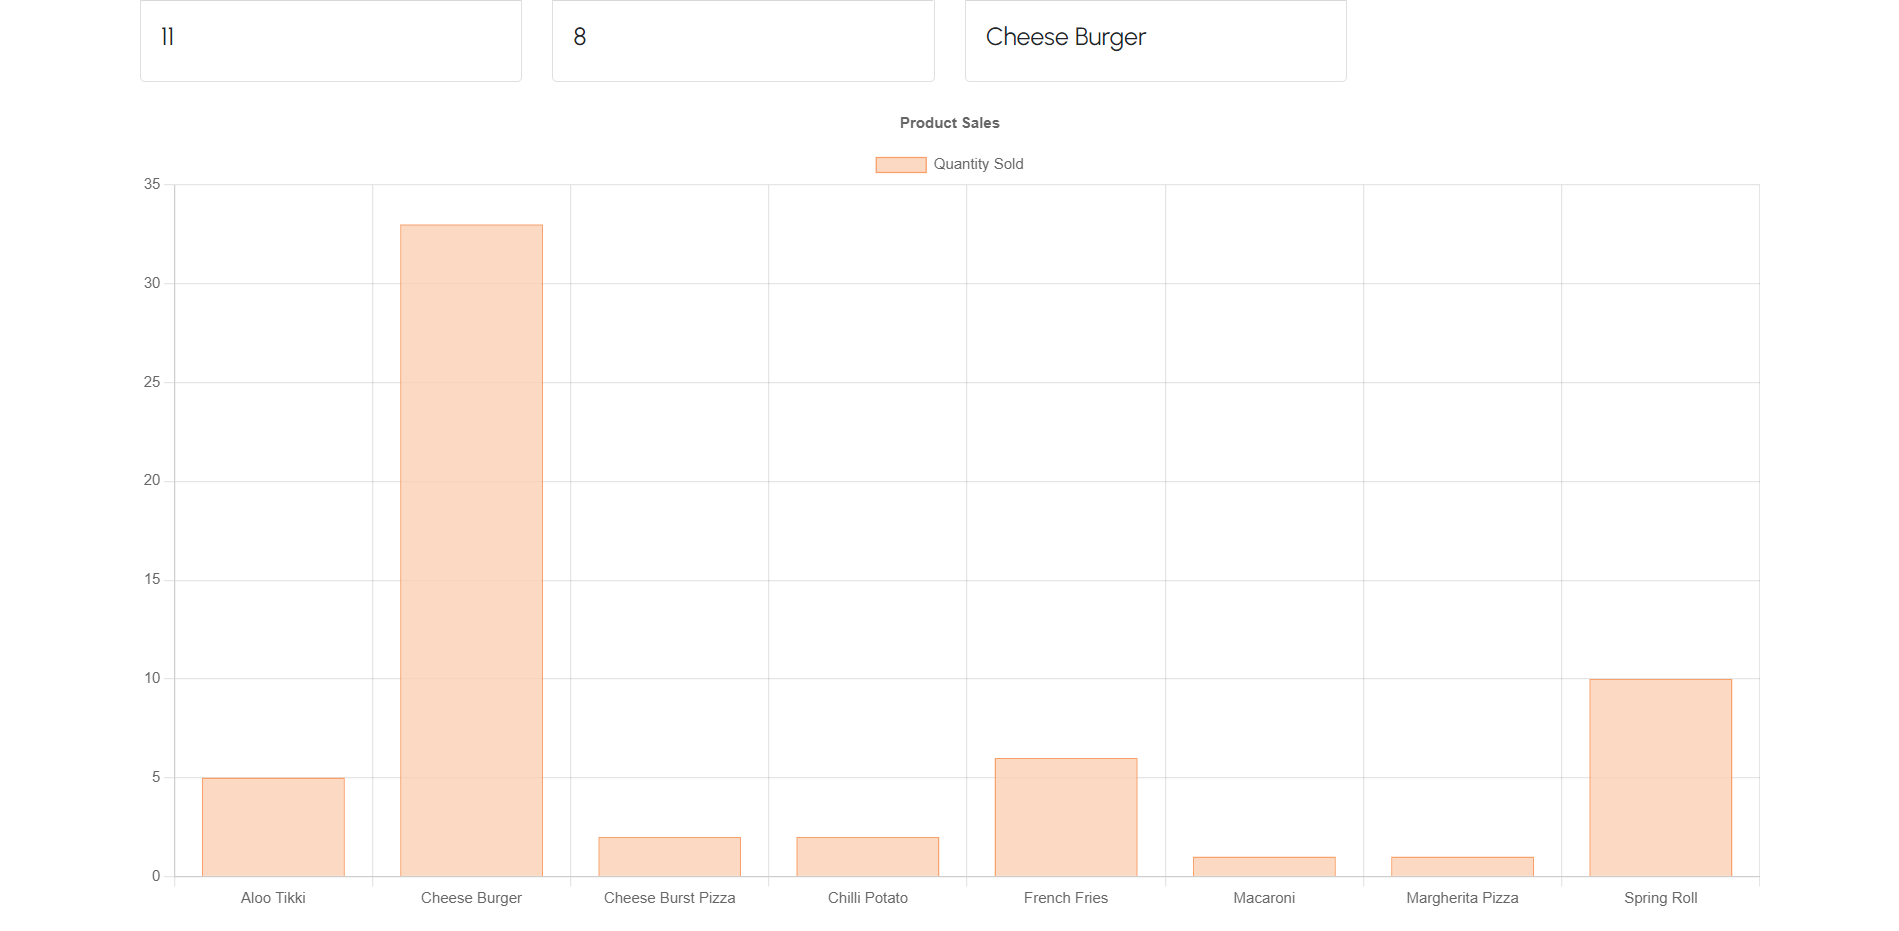 11
8
Cheese Burger
Product Sales
Quantity Sold
35
30
25
20
15
10
5
0
Aloo Tikki
Cheese Burger
Cheese Burst Pizza
Chilli Potato
French Fries
Macaroni
Margherita Pizza
Spring Roll